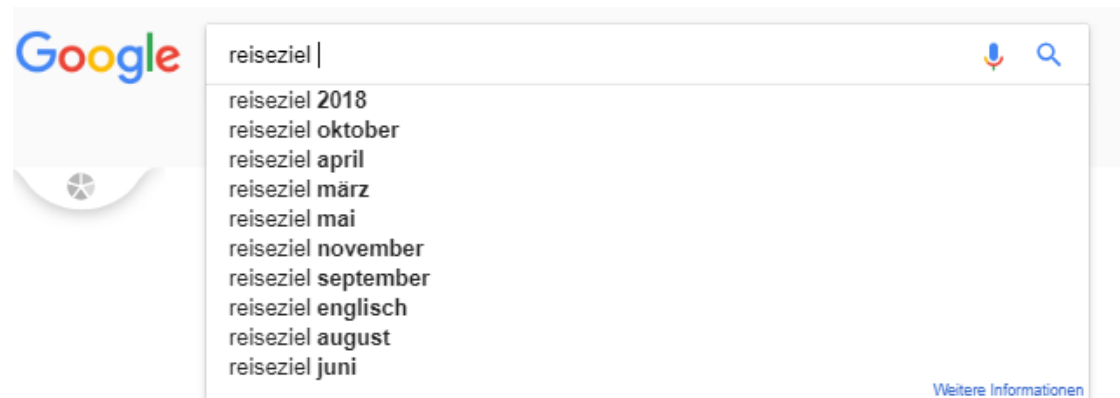 Google
reiseziel
reiseziel 2018
reiseziel oktober
reiseziel april
reiseziel märz
reiseziel mai
reiseziel november
reiseziel september
reiseziel englisch
reiseziel august
reiseziel juni
Weitere Informationen